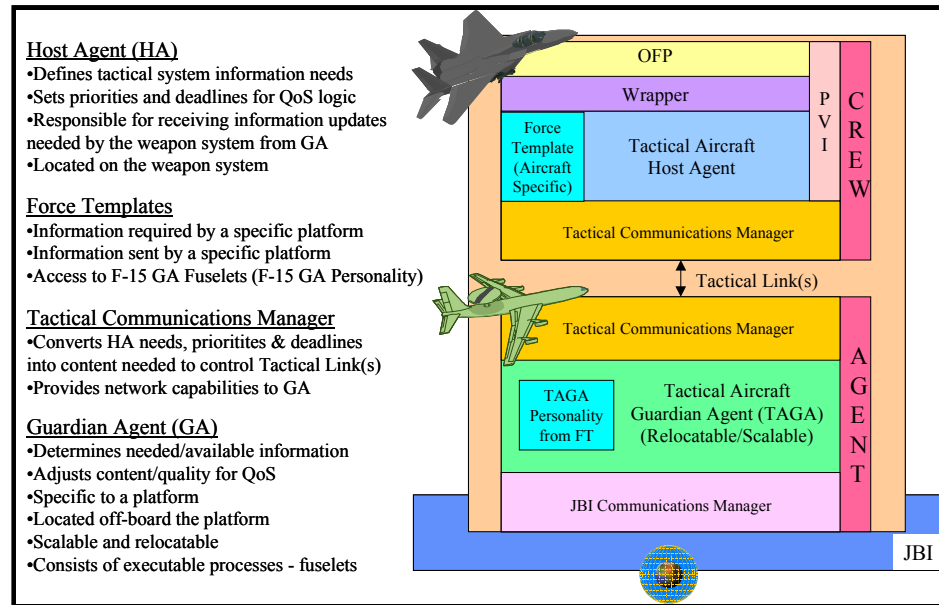 Host Agent (HA)
•Defines tactical system information needs
•Sets priorities and deadlines for QoS logic
•Responsible for receiving information updates
needed by the weapon system from GA
•Located on the weapon system
Force Templates
•Information required by a specific platform
•Information sent by a specific platform
•Access to F-15 GA Fuselets (F-15 GA Personality)
Tactical Communications Manager
•Converts HA needs, prioritites & deadlines
into content needed to control Tactical Link(s)
•Provides network capabilities to GA
Guardian Agent (GA)
•Determines needed/available information
•Adjusts content/quality for QoS
•Specific to a platform
•Located off-board the platform
•Scalable and relocatable
•Consists of executable processes - fuselets
OFP
Wrapper
Force
Template
(Aircraft
Specific)
Tactical Aircraft
Host Agent
PVI
CREW
Tactical Communications Manager
Tactical Link(s)
Tactical Communications Manager
TAGA
Personality
from FT
Tactical Aircraft
Guardian Agent (TAGA)
(Relocatable/Scalable)
AGENT
JBI Communications Manager
JBI